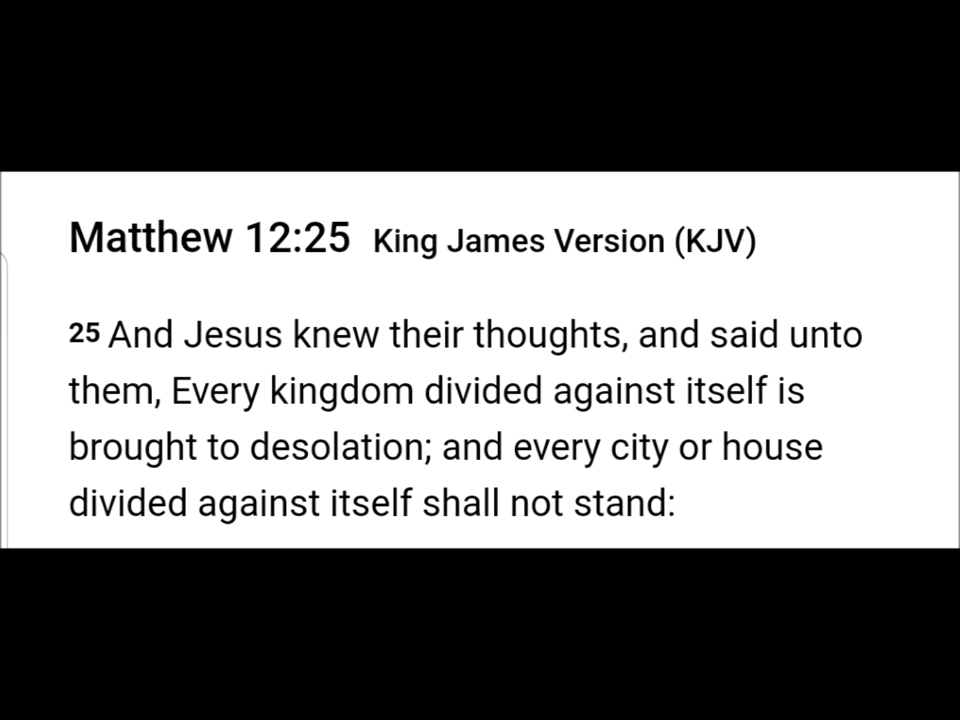 Matthew 12:25 King James Version (KJV)
25 And Jesus knew their thoughts, and said unto
them, Every kingdom divided against itself is
brought to desolation; and every city or house
divided against itself shall not stand: